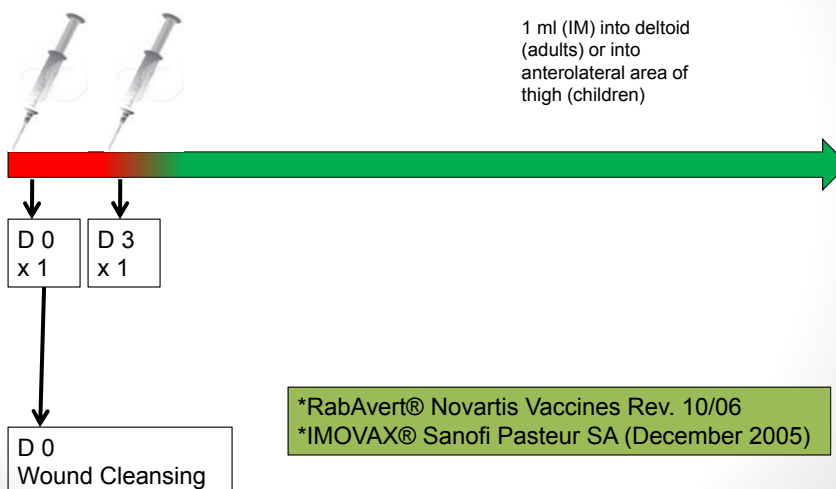 1 ml (IM) into deltoid
(adults) or into
anterolateral area of
thigh (children)
D 0
x 1
D 3
x 1
*RabAvert® Novartis Vaccines Rev. 10/06
*IMOVAX® Sanofi Pasteur SA (December 2005)
D 0
Wound Cleansing